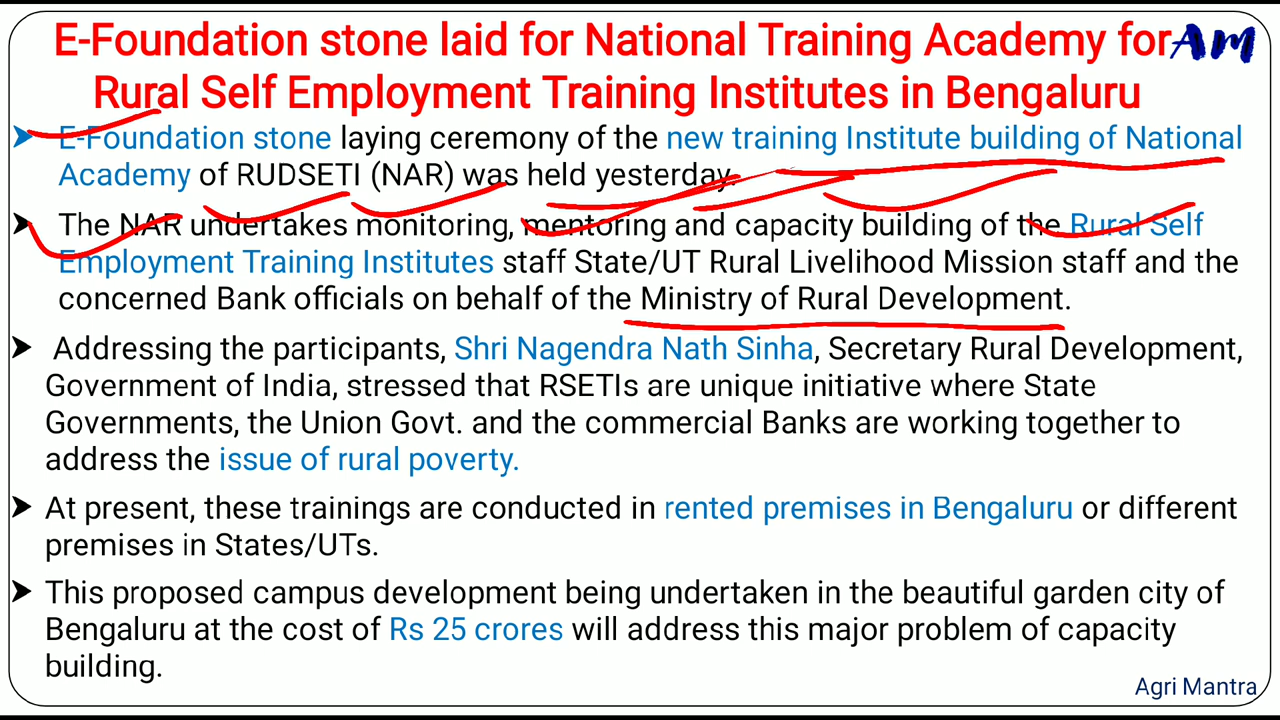 E-Foundation stone laid for National Training Academy for AM
Rural Self Employment Training Institutes in Bengaluru
➤ E-Foundation stone laying ceremony of the new training Institute building of National
Academy of RUDSETI (NAR) was held yesterday.
➤ The NAR undertakes monitoring, mentoring and capacity building of the Rural Self
Employment Training Institutes staff State/UT Rural Livelihood Mission staff and the
concerned Bank officials on behalf of the Ministry of Rural Development.
➤ Addressing the participants, Shri Nagendra Nath Sinha, Secretary Rural Development,
Government of India, stressed that RSETIs are unique initiative where State
Governments, the Union Govt. and the commercial Banks are working together to
address the issue of rural poverty.
➤ At present, these trainings are conducted in rented premises in Bengaluru or different
premises in States/UTs.
➤ This proposed campus development being undertaken in the beautiful garden city of
Bengaluru at the cost of Rs 25 crores will address this major problem of capacity
building.
Agri Mantra